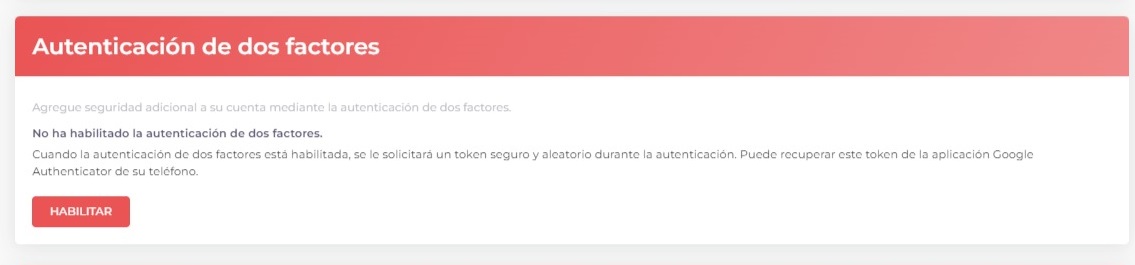 Autenticación de dos factores
Agregue seguridad adicional a su cuenta mediante la autenticación de dos factores.
No ha habilitado la autenticación de dos factores.
Cuando la autenticación de dos factores está habilitada, se le solicitará un token seguro y aleatorio durante la autenticación. Puede recuperar este token de la aplicación Google
Authenticator de su teléfono.
HABILITAR